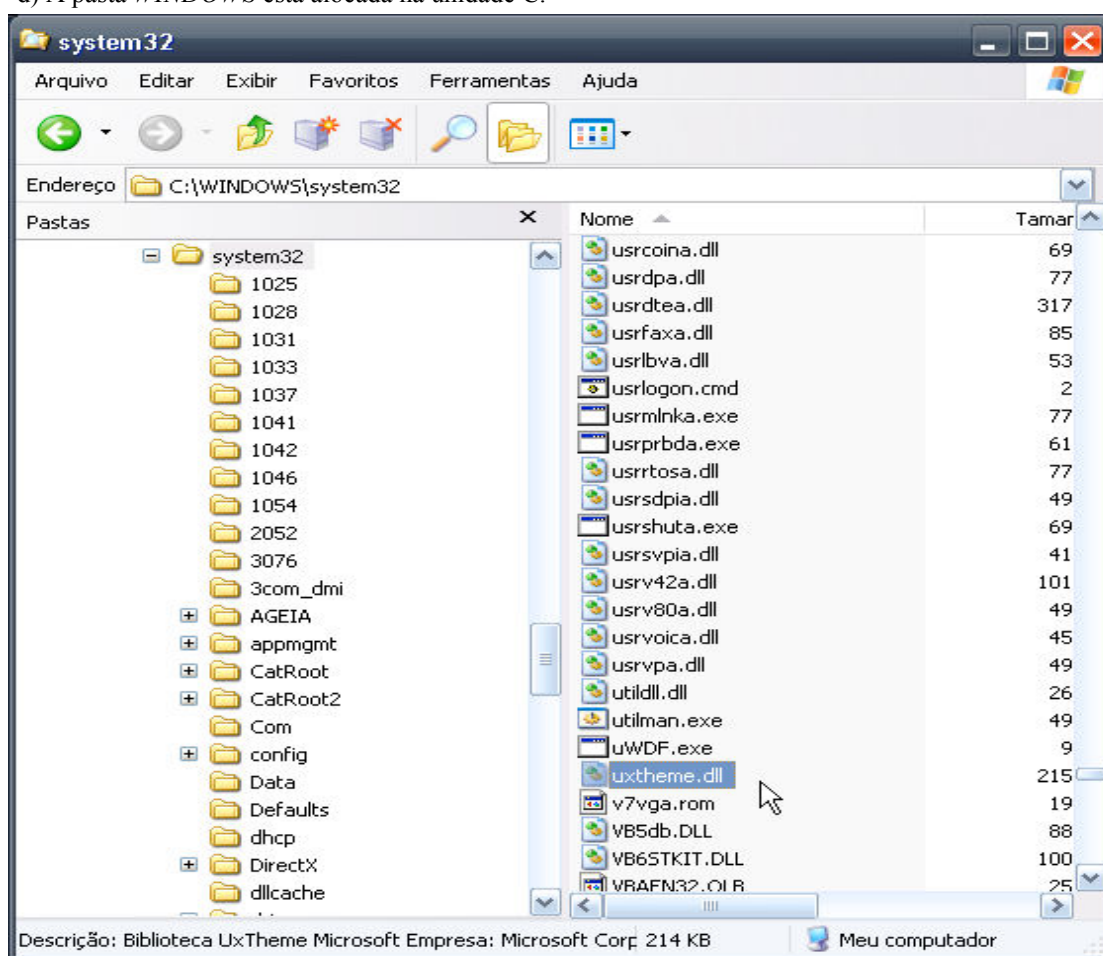 d) A pasta WINDOWS está alocada na unidade C.
system32
Arquivo Editar Exibir Favoritos Ferramentas Ajuda
Endereço C:\WINDOWS\system32
Pastas
system32
1025
1028
1031
1033
1037
1041
1042
1046
1054
2052
3076
3com_dmi
AGEIA
appmgmt
CatRoot
CatRoot2
Com
config
Data
Defaults
dhcp
DirectX
dllcache
Nome Tamar
usrcoina.dll 69
usrdpa.dll 77
usrdtea.dll 317
usrfaxa.dll 85
usrlbva.dll 53
usrlogon.cmd 2
usrmlnka.exe 77
usrprbda.exe 61
usrrtosa.dll 77
usrsdpia.dll 49
usrshuta.exe 69
usrsvpia.dll 41
usrv42a.dll 101
usrv80a.dll 49
usrvoica.dll 45
usrvpa.dll 49
utildll.dll 26
utilman.exe 49
uWDF.exe 9
uxtheme.dll 215
v7vga.rom 19
VB5db.DLL 88
VB6STKIT.DLL 100
VBAEN32.OLB 25
Descrição: Biblioteca UxTheme Microsoft Empresa: Microsoft Corp 214 KB Meu computador